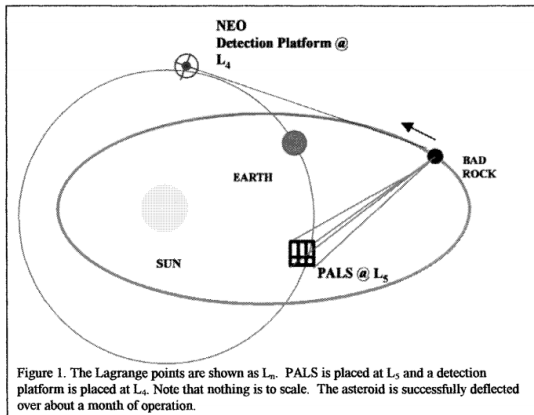 NEO
Detection Platform @
L₄
BAD
ROCK
EARTH
SUN
PALS @ L₅
Figure 1. The Lagrange points are shown as Lₙ. PALS is placed at L₅ and a detection
platform is placed at L₄. Note that nothing is to scale. The asteroid is successfully deflected
over about a month of operation.